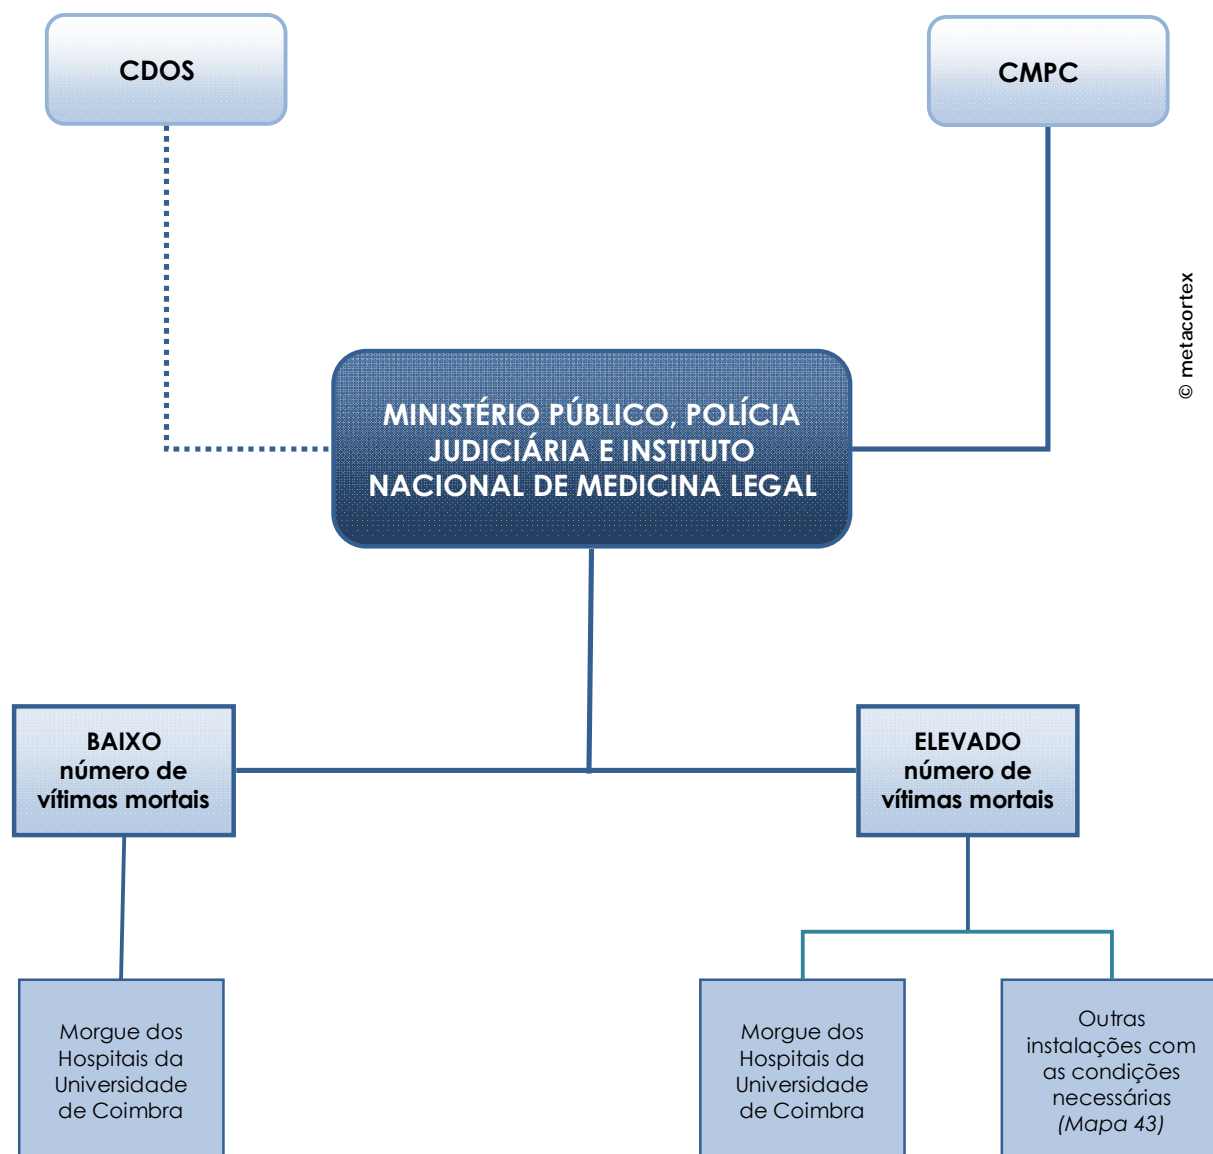 CDOS
CMPC
© metacortex
MINISTÉRIO PÚBLICO, POLÍCIA
JUDICIÁRIA E INSTITUTO
NACIONAL DE MEDICINA LEGAL
BAIXO
número de
vítimas mortais
ELEVADO
número de
vítimas mortais
Morgue dos
Hospitais da
Universidade
de Coimbra
Morgue dos
Hospitais da
Universidade
de Coimbra
Outras
instalações com
as condições
necessárias
(Mapa 43)